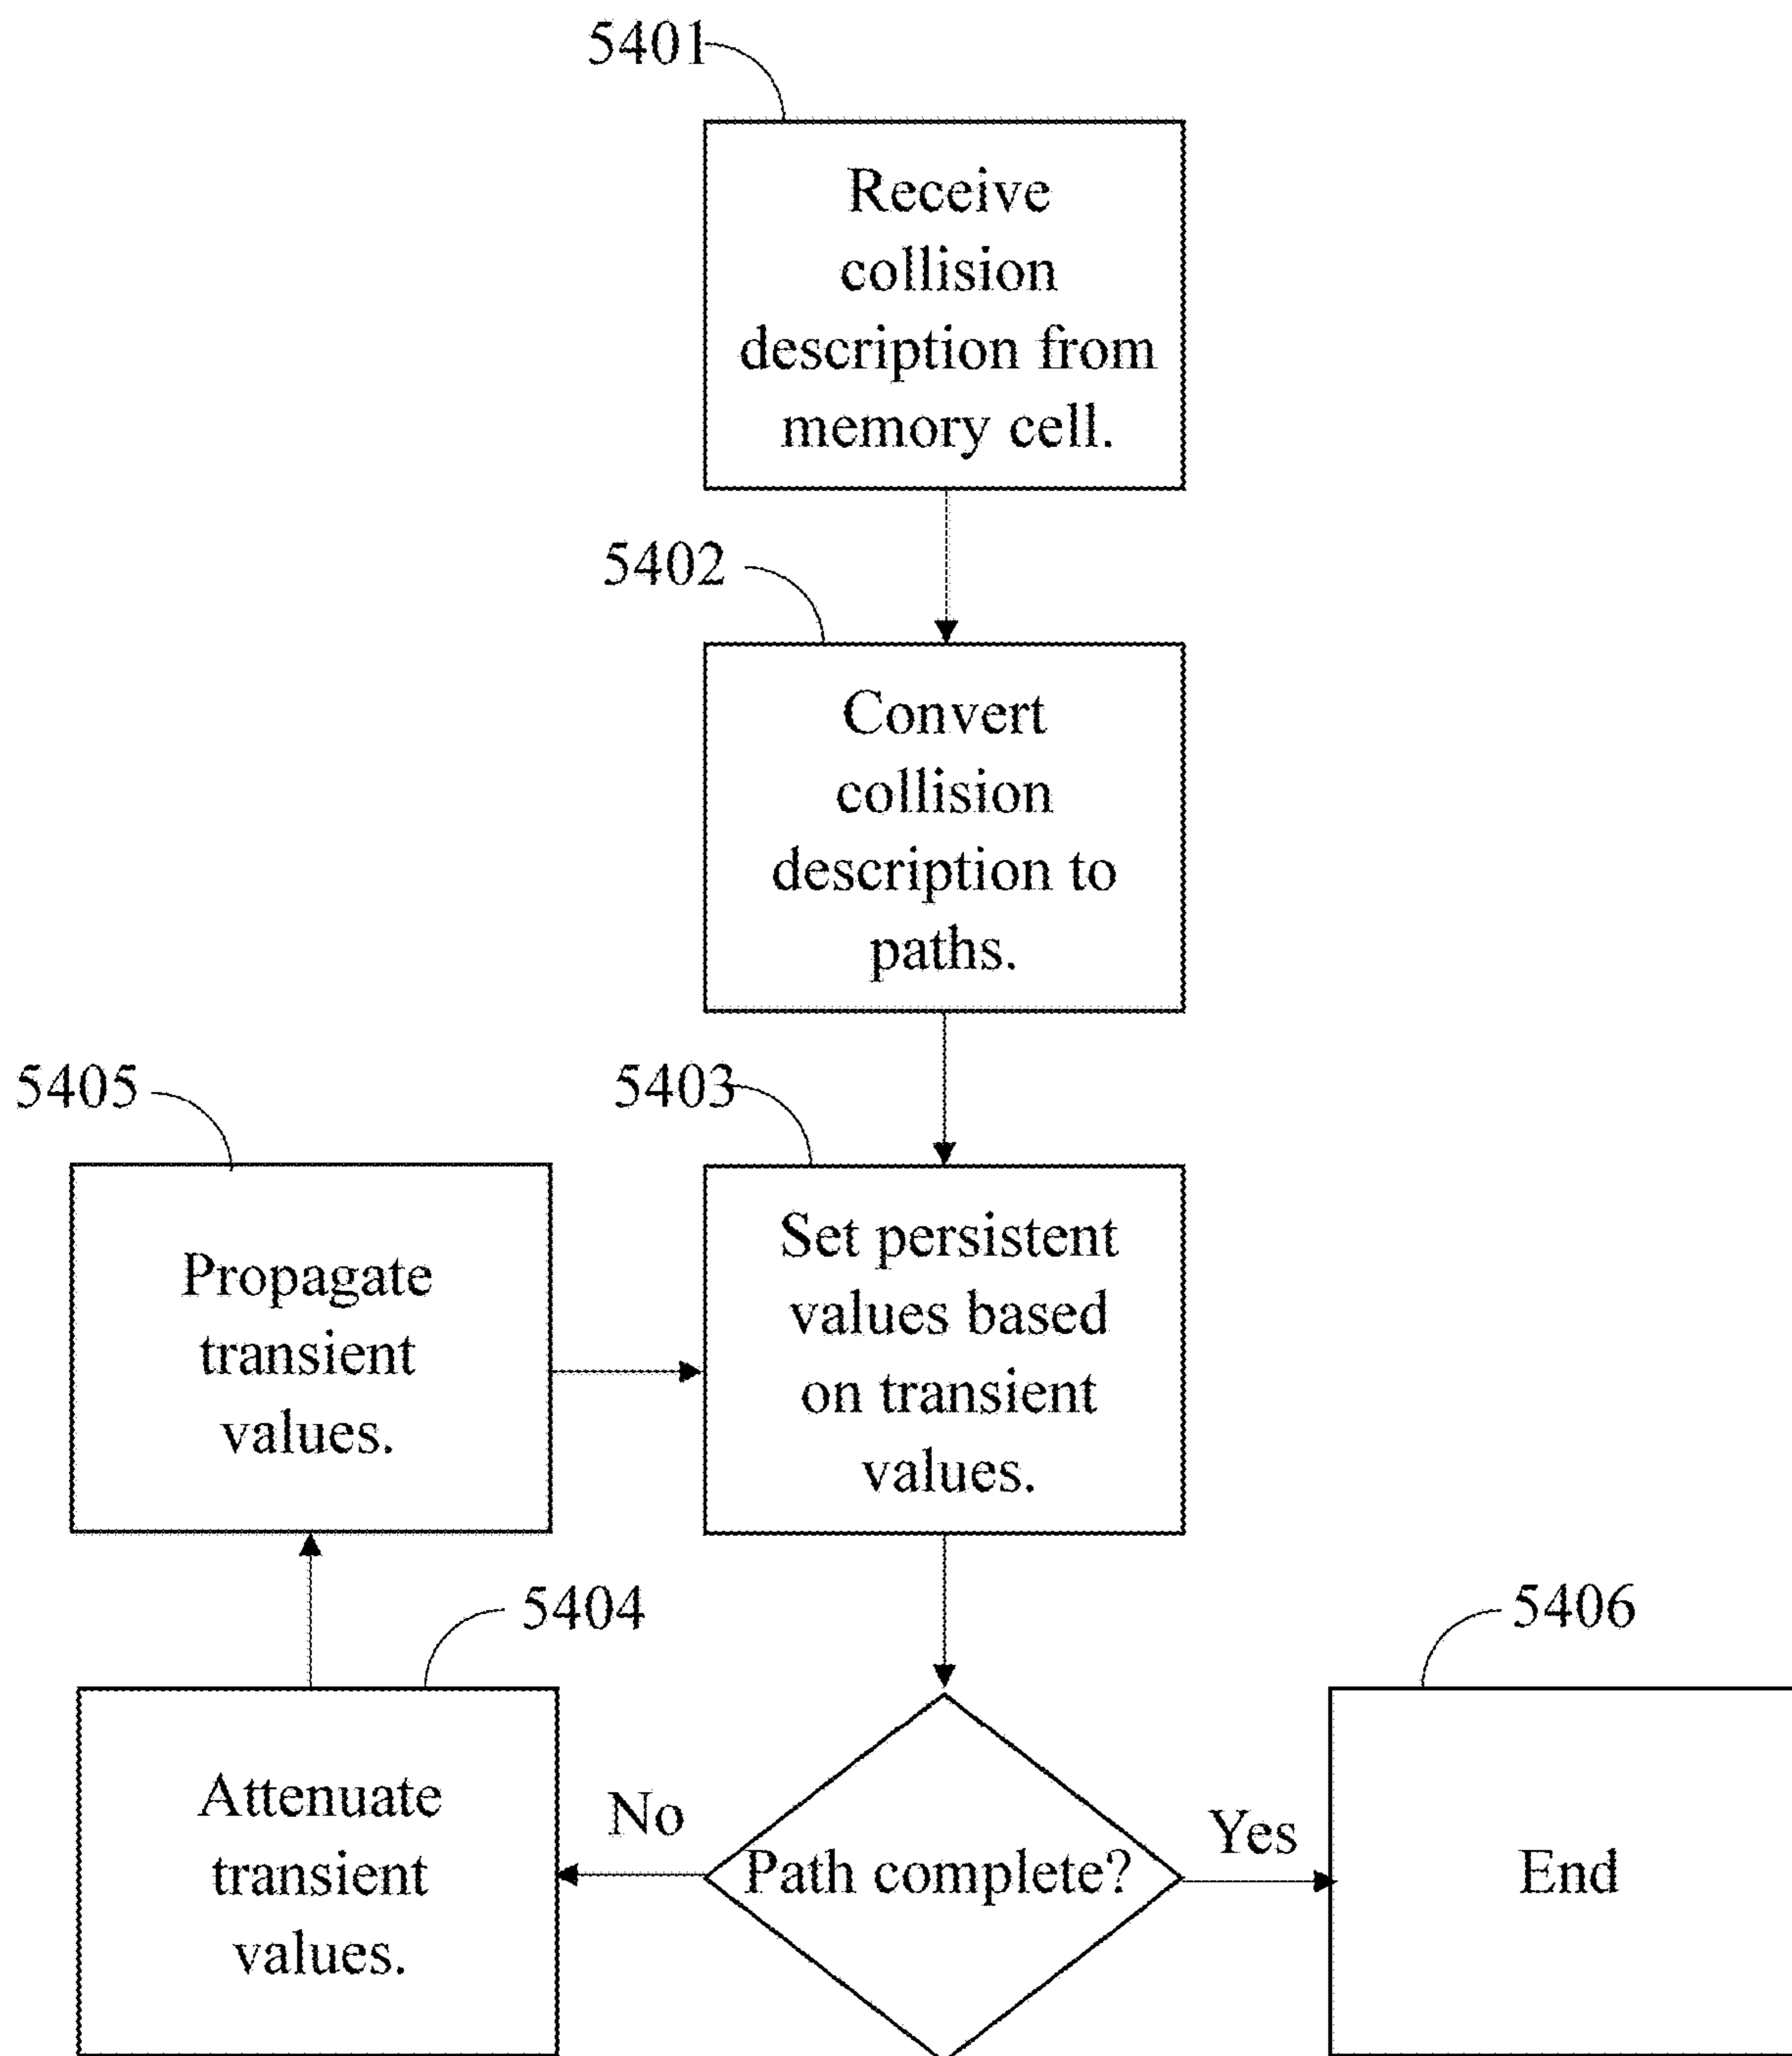 5401
Receive
collision
description from
memory cell.
5402
Convert
collision
description to
paths.
5405
5403
Propagate
transient
values.
Set persistent
values based
on transient
values.
5404
5406
Attenuate
transient
values.
No
Path complete?
Yes
End